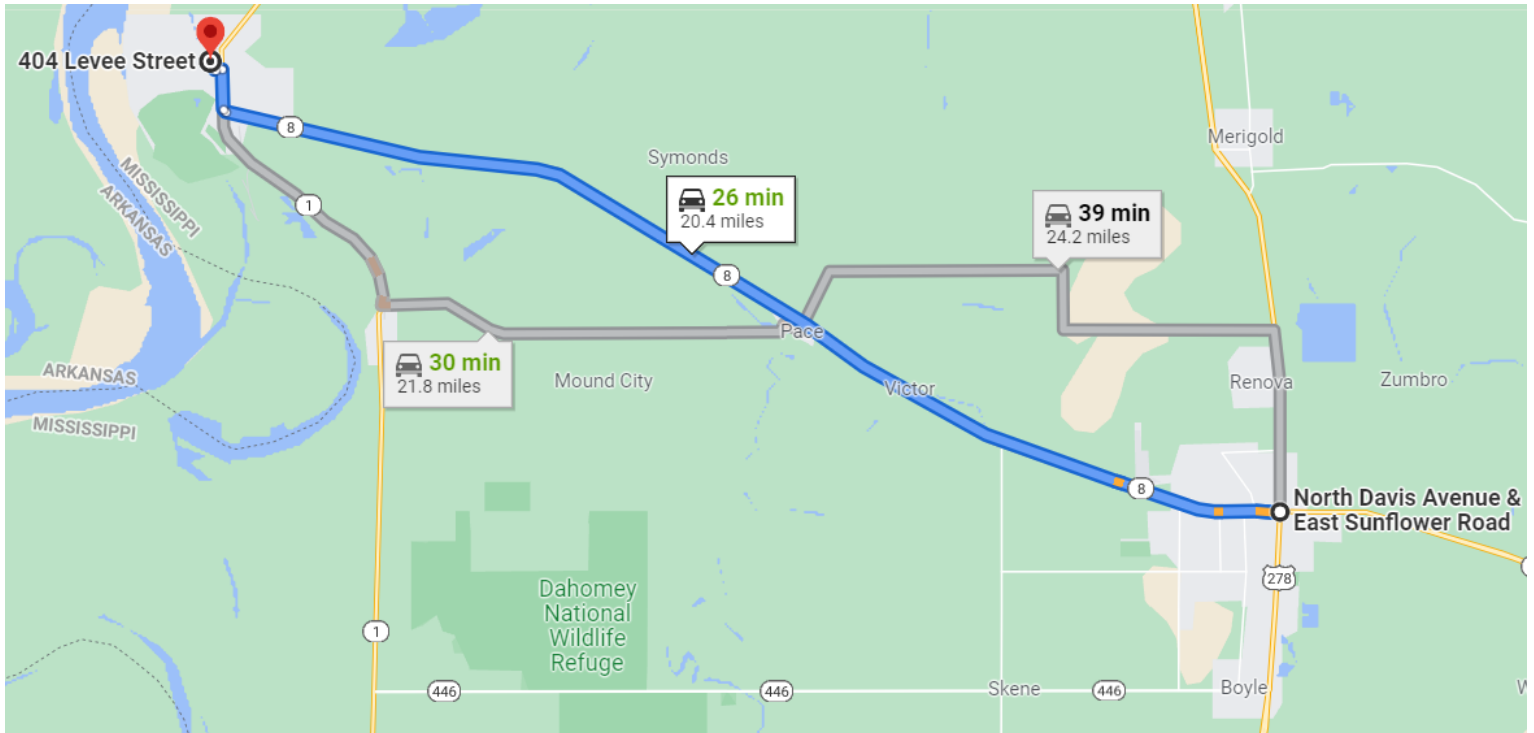 404 Levee Street
8
Symonds
Merigold
MISSISSIPPI
ARKANSAS
1
26 min
20.4 miles
39 min
24.2 miles
8
Pace
30 min
21.8 miles
ARKANSAS
MISSISSIPPI
Mound City
Victor
Renova
Zumbro
8
North Davis Avenue &
East Sunflower Road
278
Dahomey
National
Wildlife
Refuge
1
446
446
Skene
446
Boyle
W